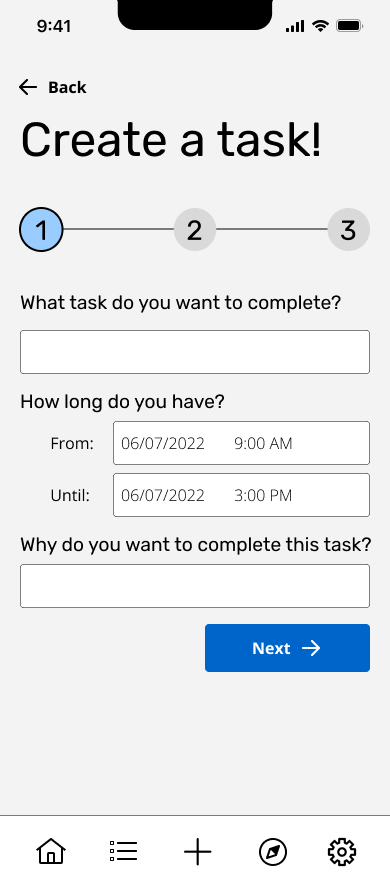 9:41
Back
Create a task!
1 2 3
What task do you want to complete?
How long do you have?
From: 06/07/2022 9:00 AM
Until: 06/07/2022 3:00 PM
Why do you want to complete this task?
Next